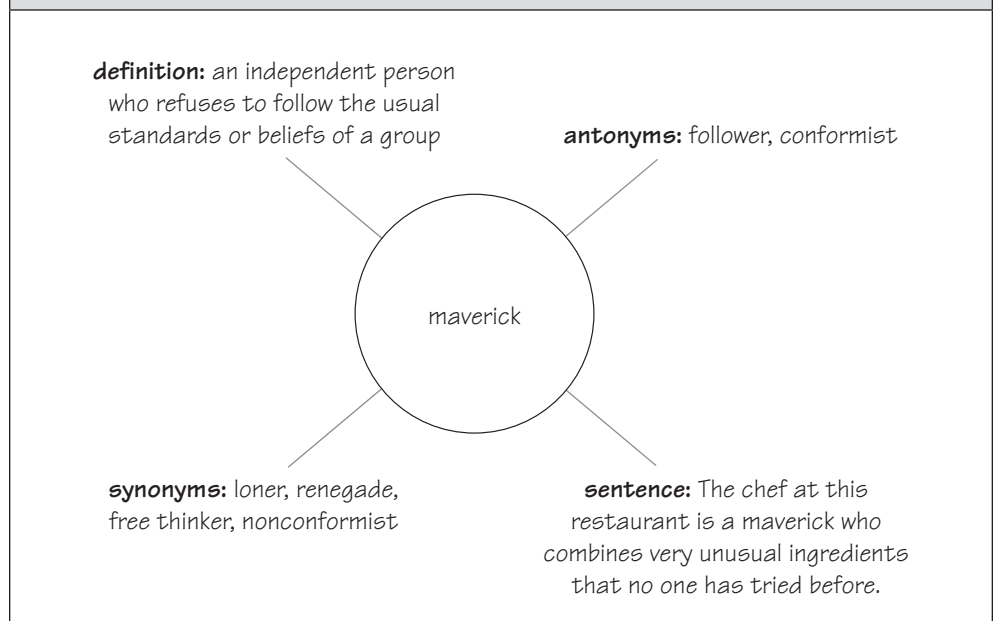 definition: an independent person
who refuses to follow the usual
standards or beliefs of a group
antonyms: follower, conformist
maverick
synonyms: loner, renegade,
free thinker, nonconformist
sentence: The chef at this
restaurant is a maverick who
combines very unusual ingredients
that no one has tried before.